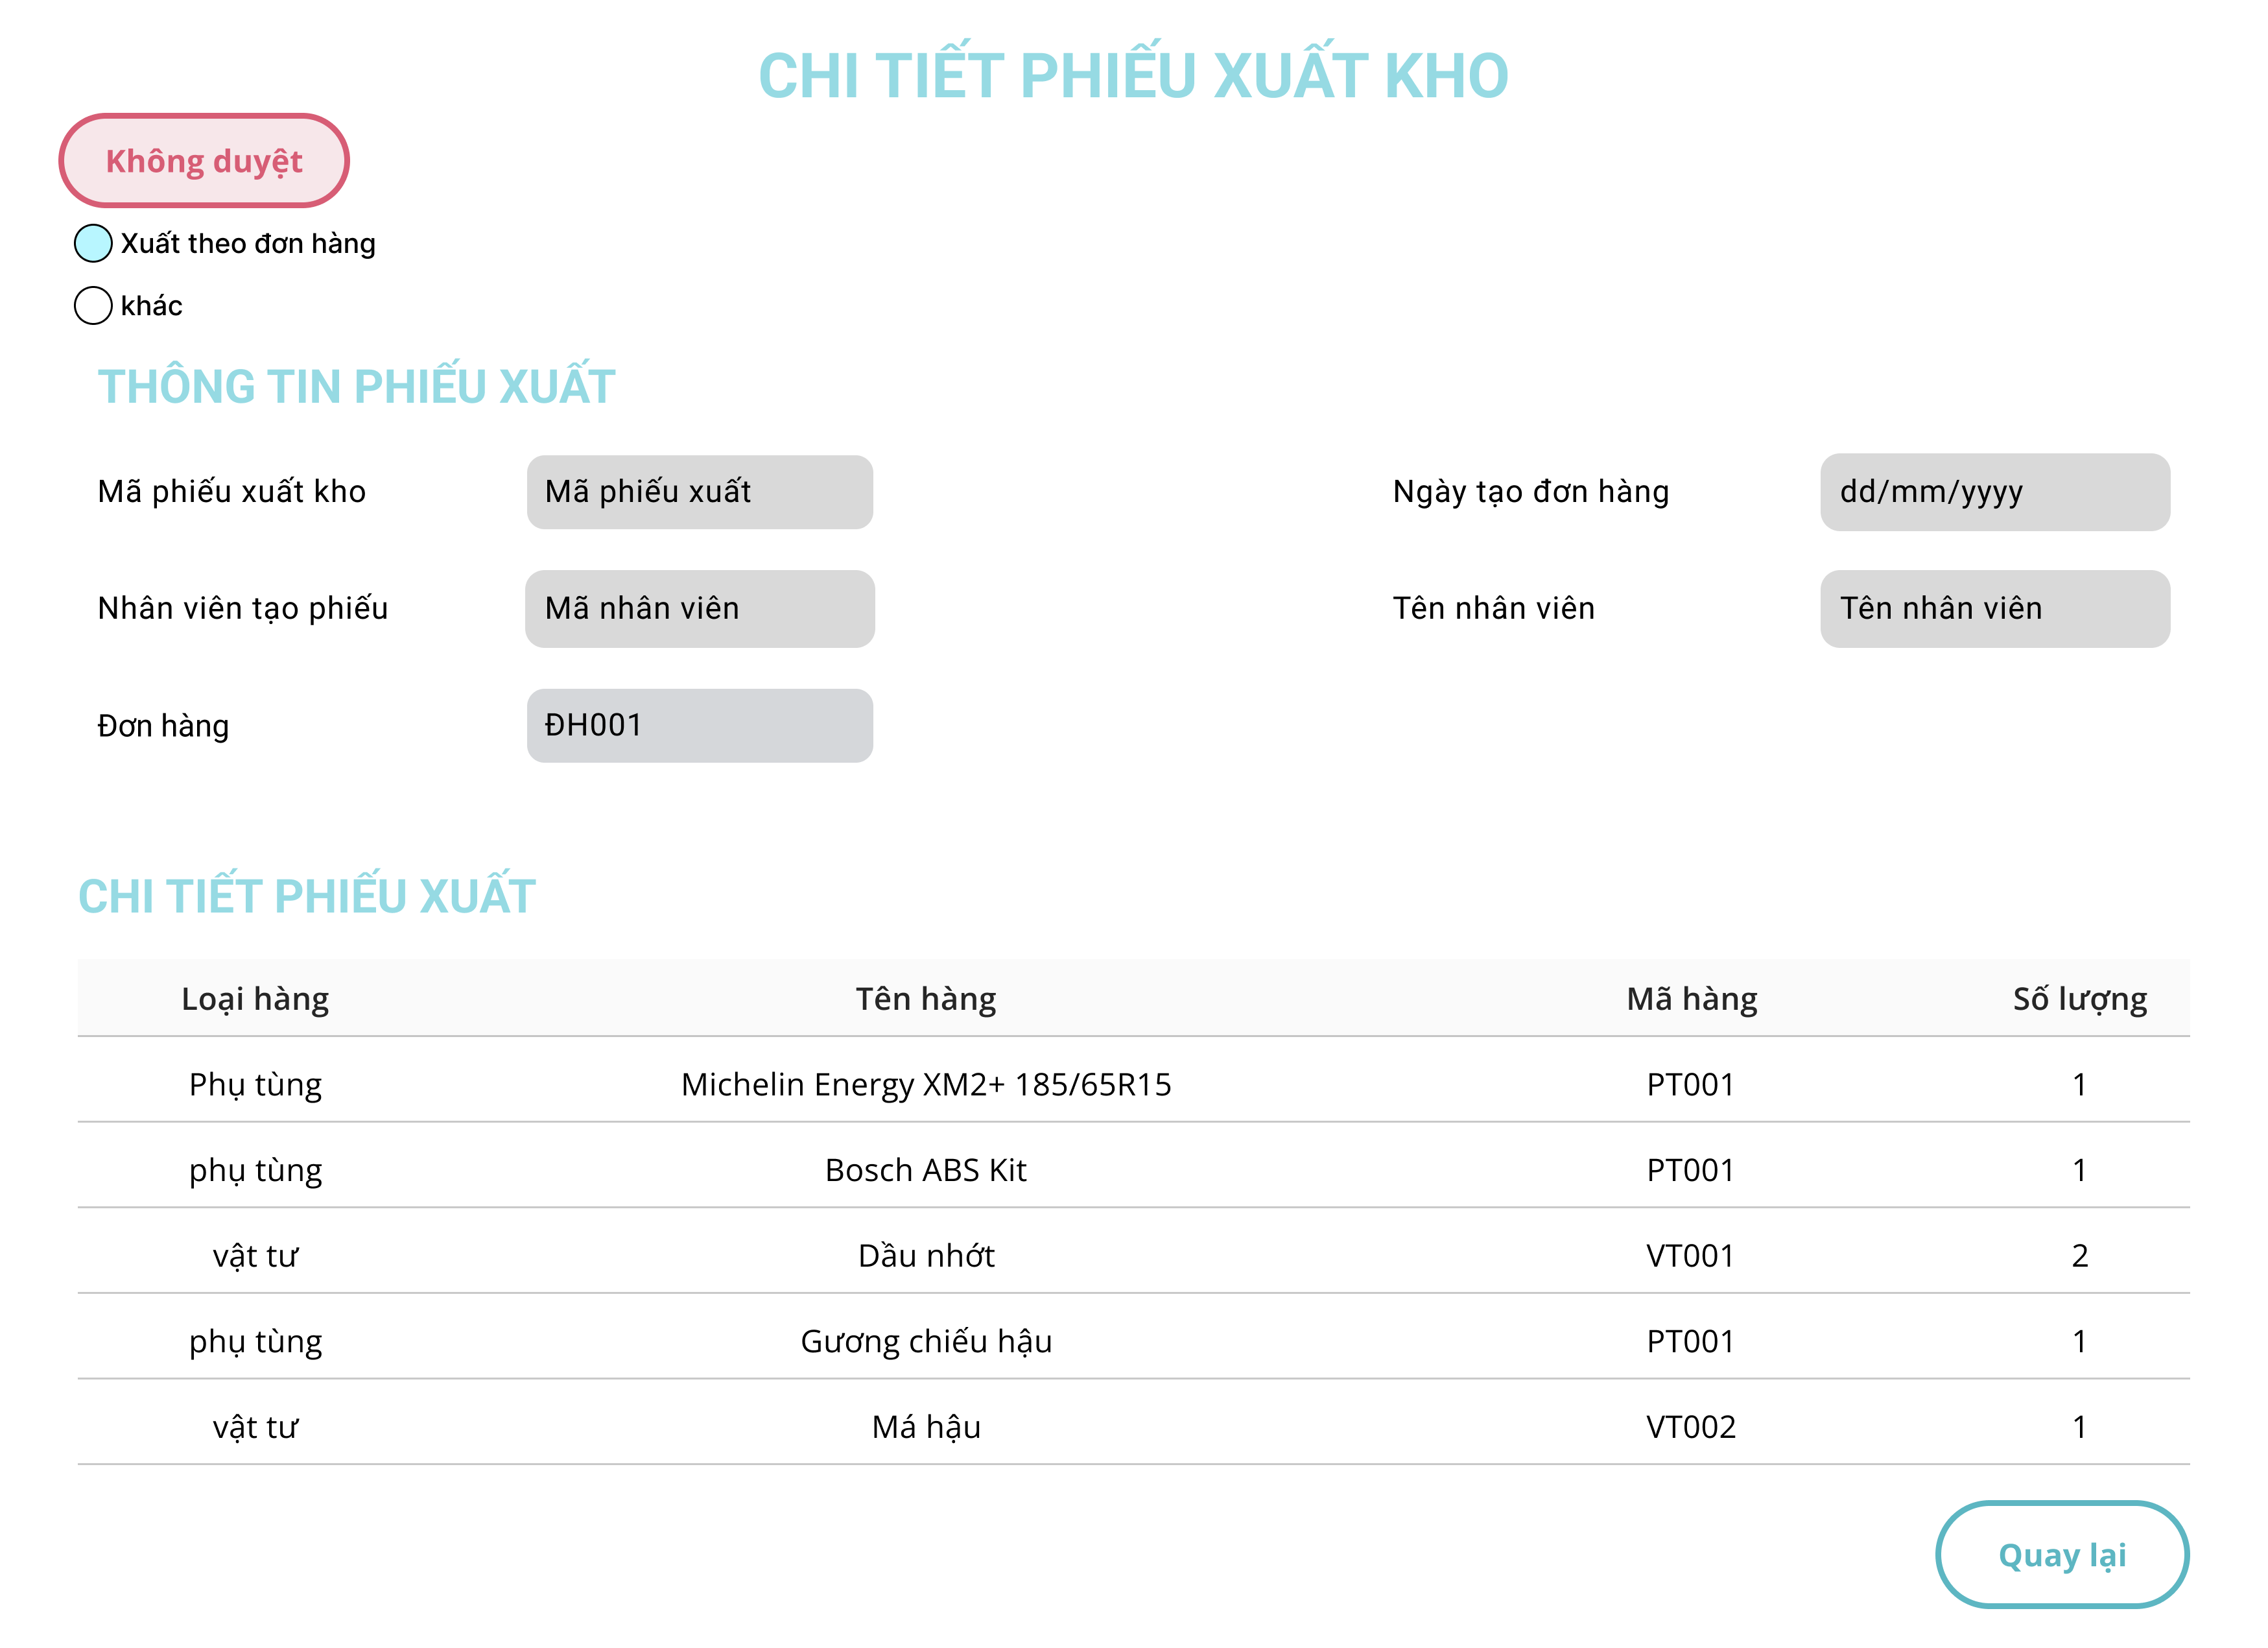 CHI TIẾT PHIẾU XUẤT KHO
Không duyệt
Xuất theo đơn hàng
khác
THÔNG TIN PHIẾU XUẤT
Mã phiếu xuất kho Mã phiếu xuất Ngày tạo đơn hàng dd/mm/yyyy
Nhân viên tạo phiếu Mã nhân viên Tên nhân viên Tên nhân viên
Đơn hàng ĐH001
CHI TIẾT PHIẾU XUẤT
Loại hàng Tên hàng Mã hàng Số lượng
Phụ tùng Michelin Energy XM2+ 185/65R15 PT001 1
phụ tùng Bosch ABS Kit PT001 1
vật tư Dầu nhớt VT001 2
phụ tùng Gương chiếu hậu PT001 1
vật tư Má hậu VT002 1
Quay lại